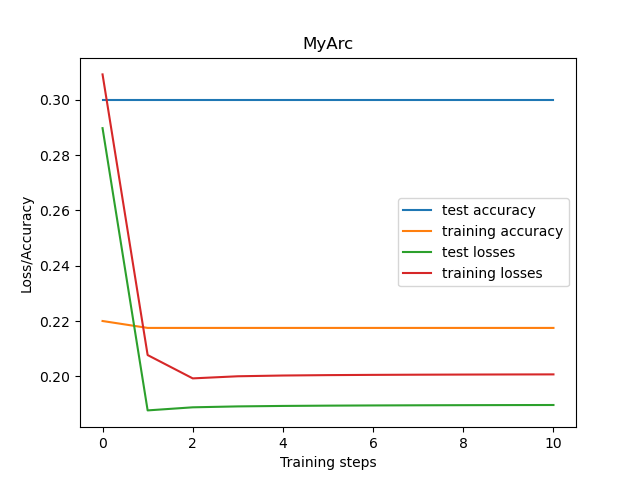 MyArc
Loss/Accuracy
0.30
0.28
0.26
0.24
0.22
0.20
test accuracy
training accuracy
test losses
training losses
0 2 4 6 8 10
Training steps